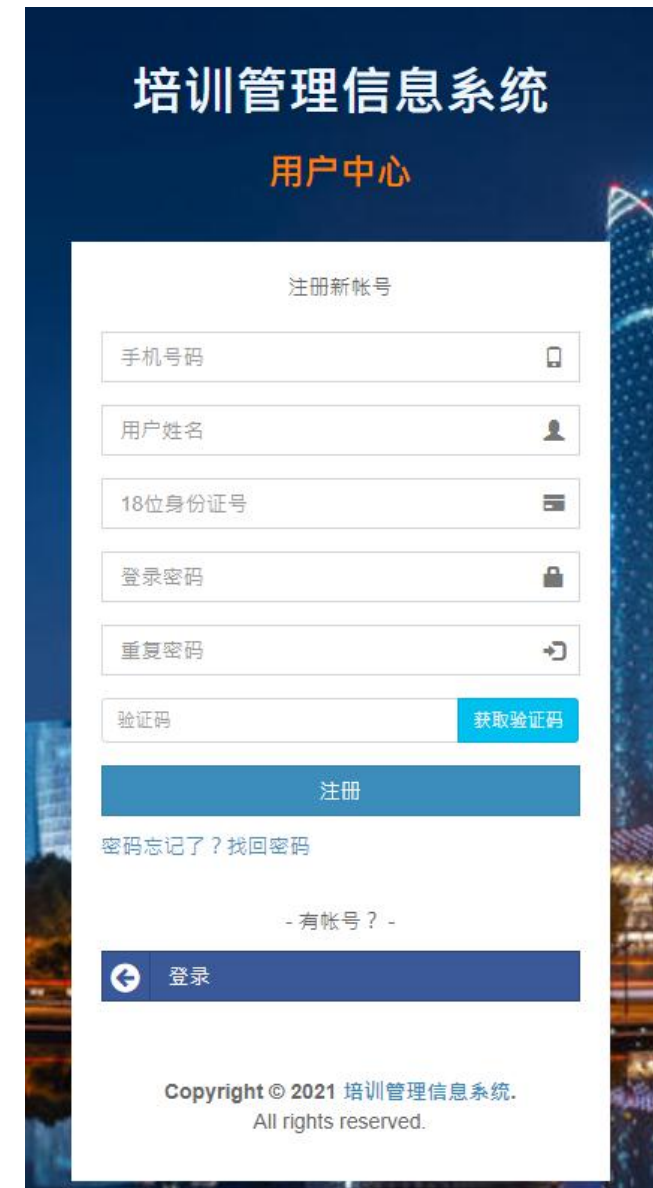 培训管理信息系统
用户中心
注册新帐号
手机号码
用户姓名
18位身份证号
登录密码
重复密码
验证码 获取验证码
注册
密码忘记了？找回密码
- 有帐号？ -
登录
Copyright © 2021 培训管理信息系统.
All rights reserved.